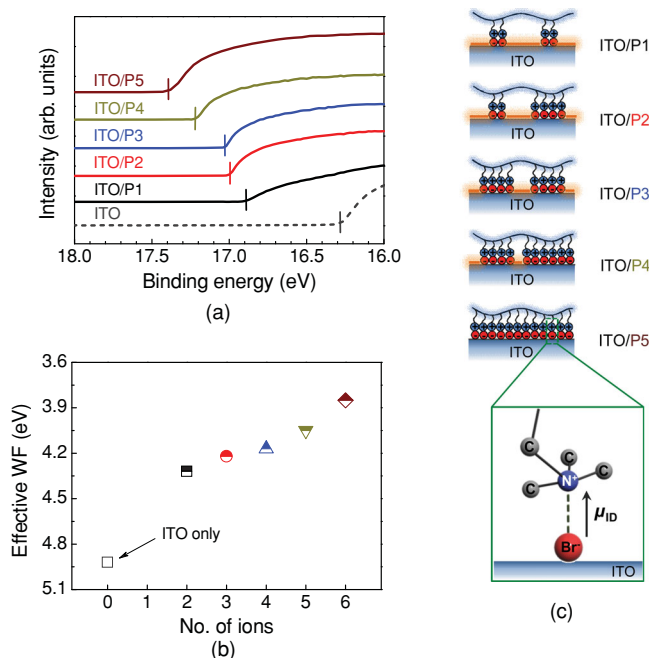 (a)
Intensity (arb. units)
ITO/P5
ITO/P4
ITO/P3
ITO/P2
ITO/P1
ITO
18.0 17.5 17.0 16.5 16.0
Binding energy (eV)
(a)
Effective WF (eV)
3.6
3.9
4.2
4.5
4.8
5.1
ITO only
0 1 2 3 4 5 6
No. of ions
(b)
ITO
ITO/P1
ITO
ITO/P2
ITO
ITO/P3
ITO
ITO/P4
ITO
ITO/P5
C
C
C
C
N+
μID
Br-
ITO
(c)